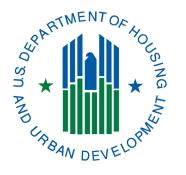 U.S. DEPARTMENT OF HOUSING
AND URBAN DEVELOPMENT